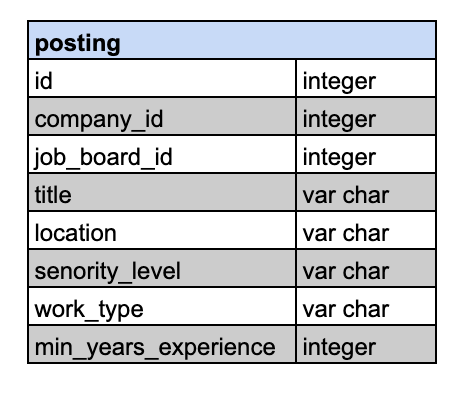 posting
id integer
company_id integer
job_board_id integer
title var char
location var char
senority_level var char
work_type var char
min_years_experience integer